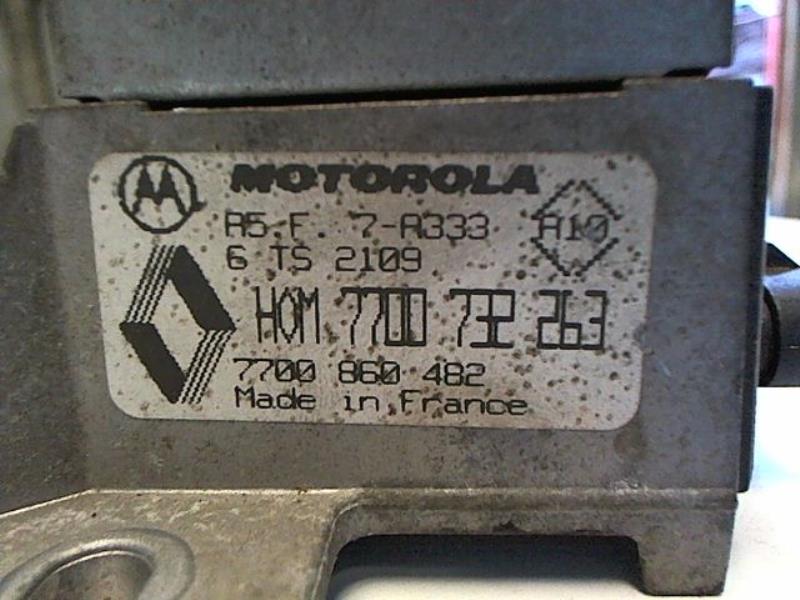 MOTOROLA
A5 F. 7-A333 A10
6 TS 2109
HOM 7700 732 263
7700 860 482
Made in France